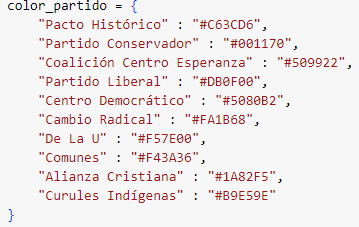 color_partido = {
"Pacto Histórico" : "#C63CD6",
"Partido Conservador" : "#001170",
"Coalición Centro Esperanza" : "#509922",
"Partido Liberal" : "#DB0F00",
"Centro Democrático" : "#5080B2",
"Cambio Radical" : "#FA1B68",
"De La U" : "#F57E00",
"Comunes" : "#F43A36",
"Alianza Cristiana" : "#1A82F5",
"Curules Indígenas" : "#B9E59E"
}